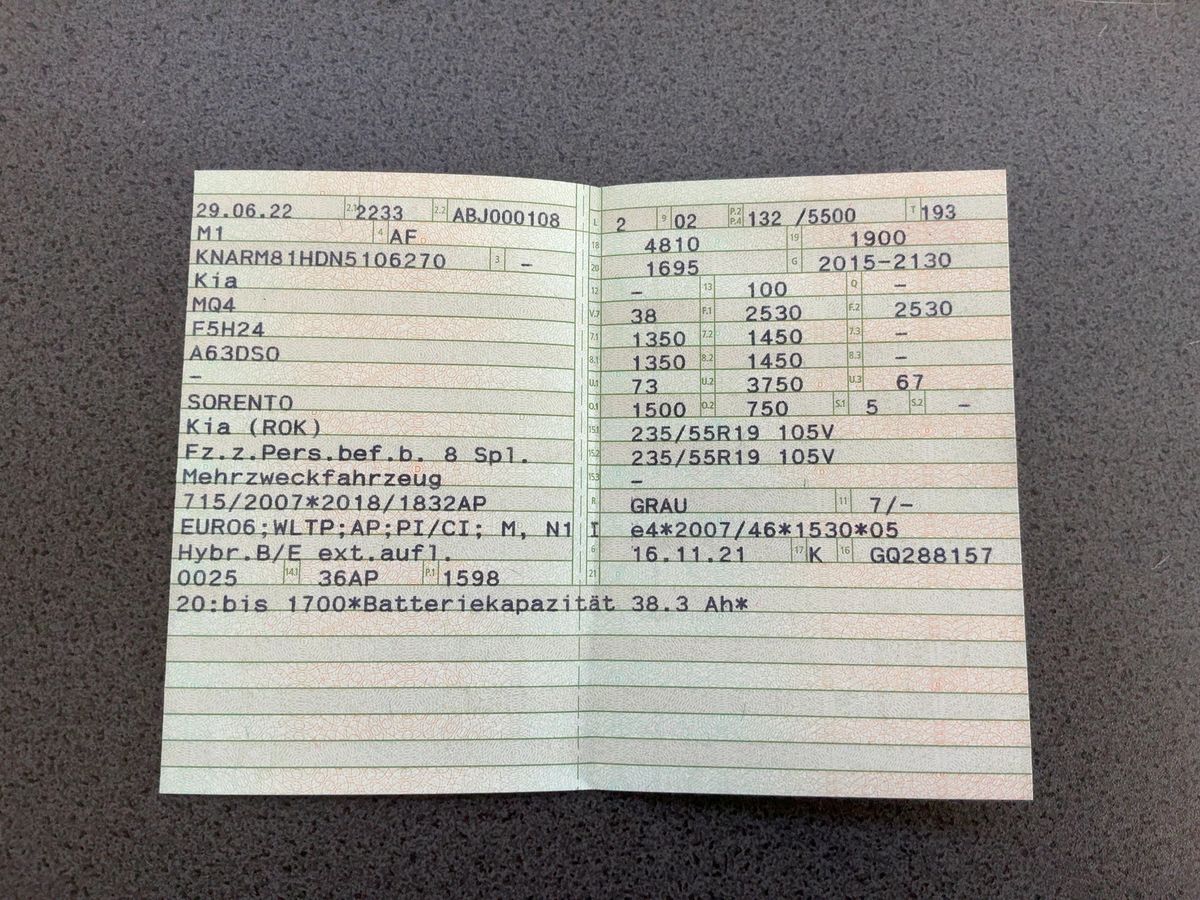 29.06.22 2.1 2233 2.2 ABJ000108
M1 4 AF
KNARM81HDN5106270 3 –
Kia
MQ4
F5H24
A63DS0
–
SORENTO
Kia (ROK)
Fz.z.Pers.bef.b. 8 Spl.
Mehrzweckfahrzeug
715/2007*2018/1832AP
EURO6;WLTP;AP;PI/CI; M, N1 I
Hybr.B/E ext.aufl.
0025 14.1 36AP P.1 1598
20:bis 1700*Batteriekapazität 38.3 Ah*
L 2 9 02 P.2 P.4 132 /5500 T 193
18 4810 19 1900
20 1695 G 2015-2130
12 – 13 100 Q –
V.7 38 F.1 2530 F.2 2530
7.1 1350 7.2 1450 7.3 –
8.1 1350 8.2 1450 8.3 –
U.1 73 U.2 3750 U.3 67
O.1 1500 O.2 750 S.1 5 S.2 –
15.1 235/55R19 105V
15.2 235/55R19 105V
15.3 –
R GRAU 11 7/–
e4*2007/46*1530*05
6 16.11.21 17 K 16 GQ288157
21